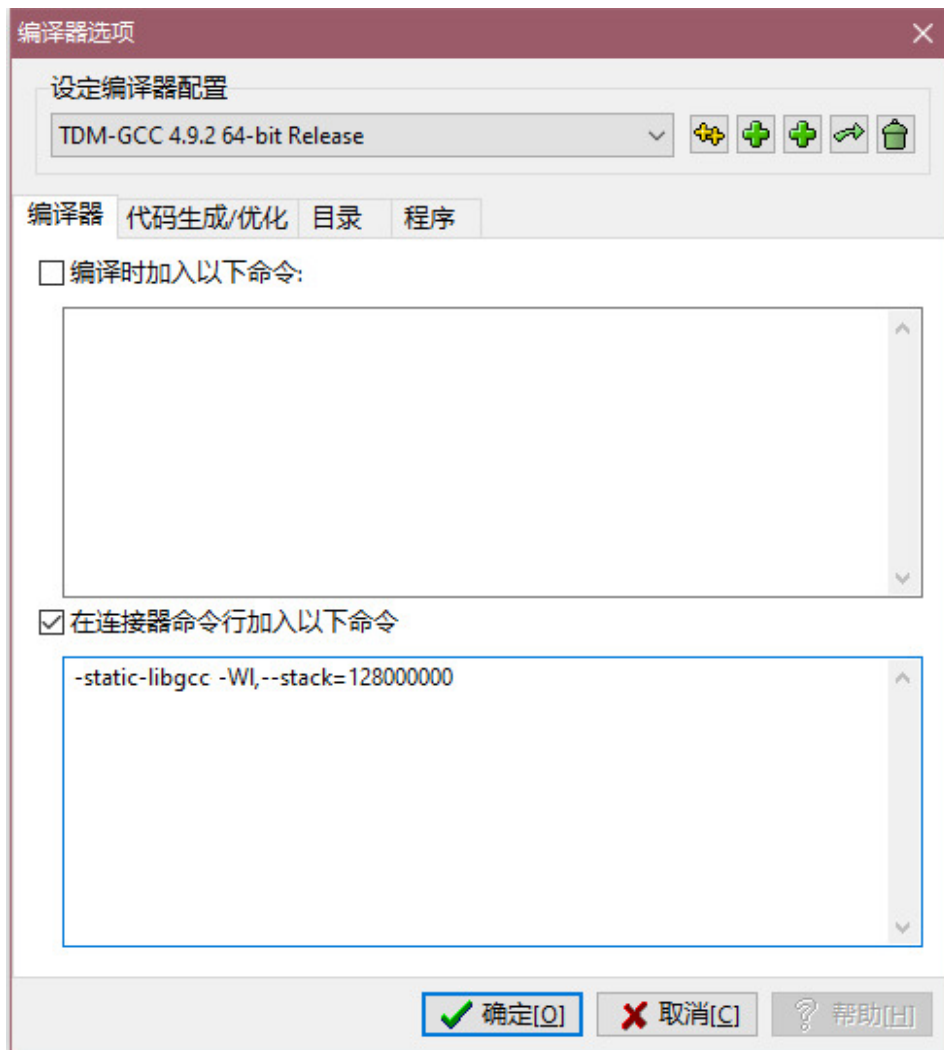 编译器选项
设定编译器配置
TDM-GCC 4.9.2 64-bit Release
编译器 代码生成/优化 目录 程序
编译时加入以下命令:
在连接器命令行加入以下命令
-static-libgcc -Wl,--stack=128000000
确定[O] 取消[C] 帮助[H]